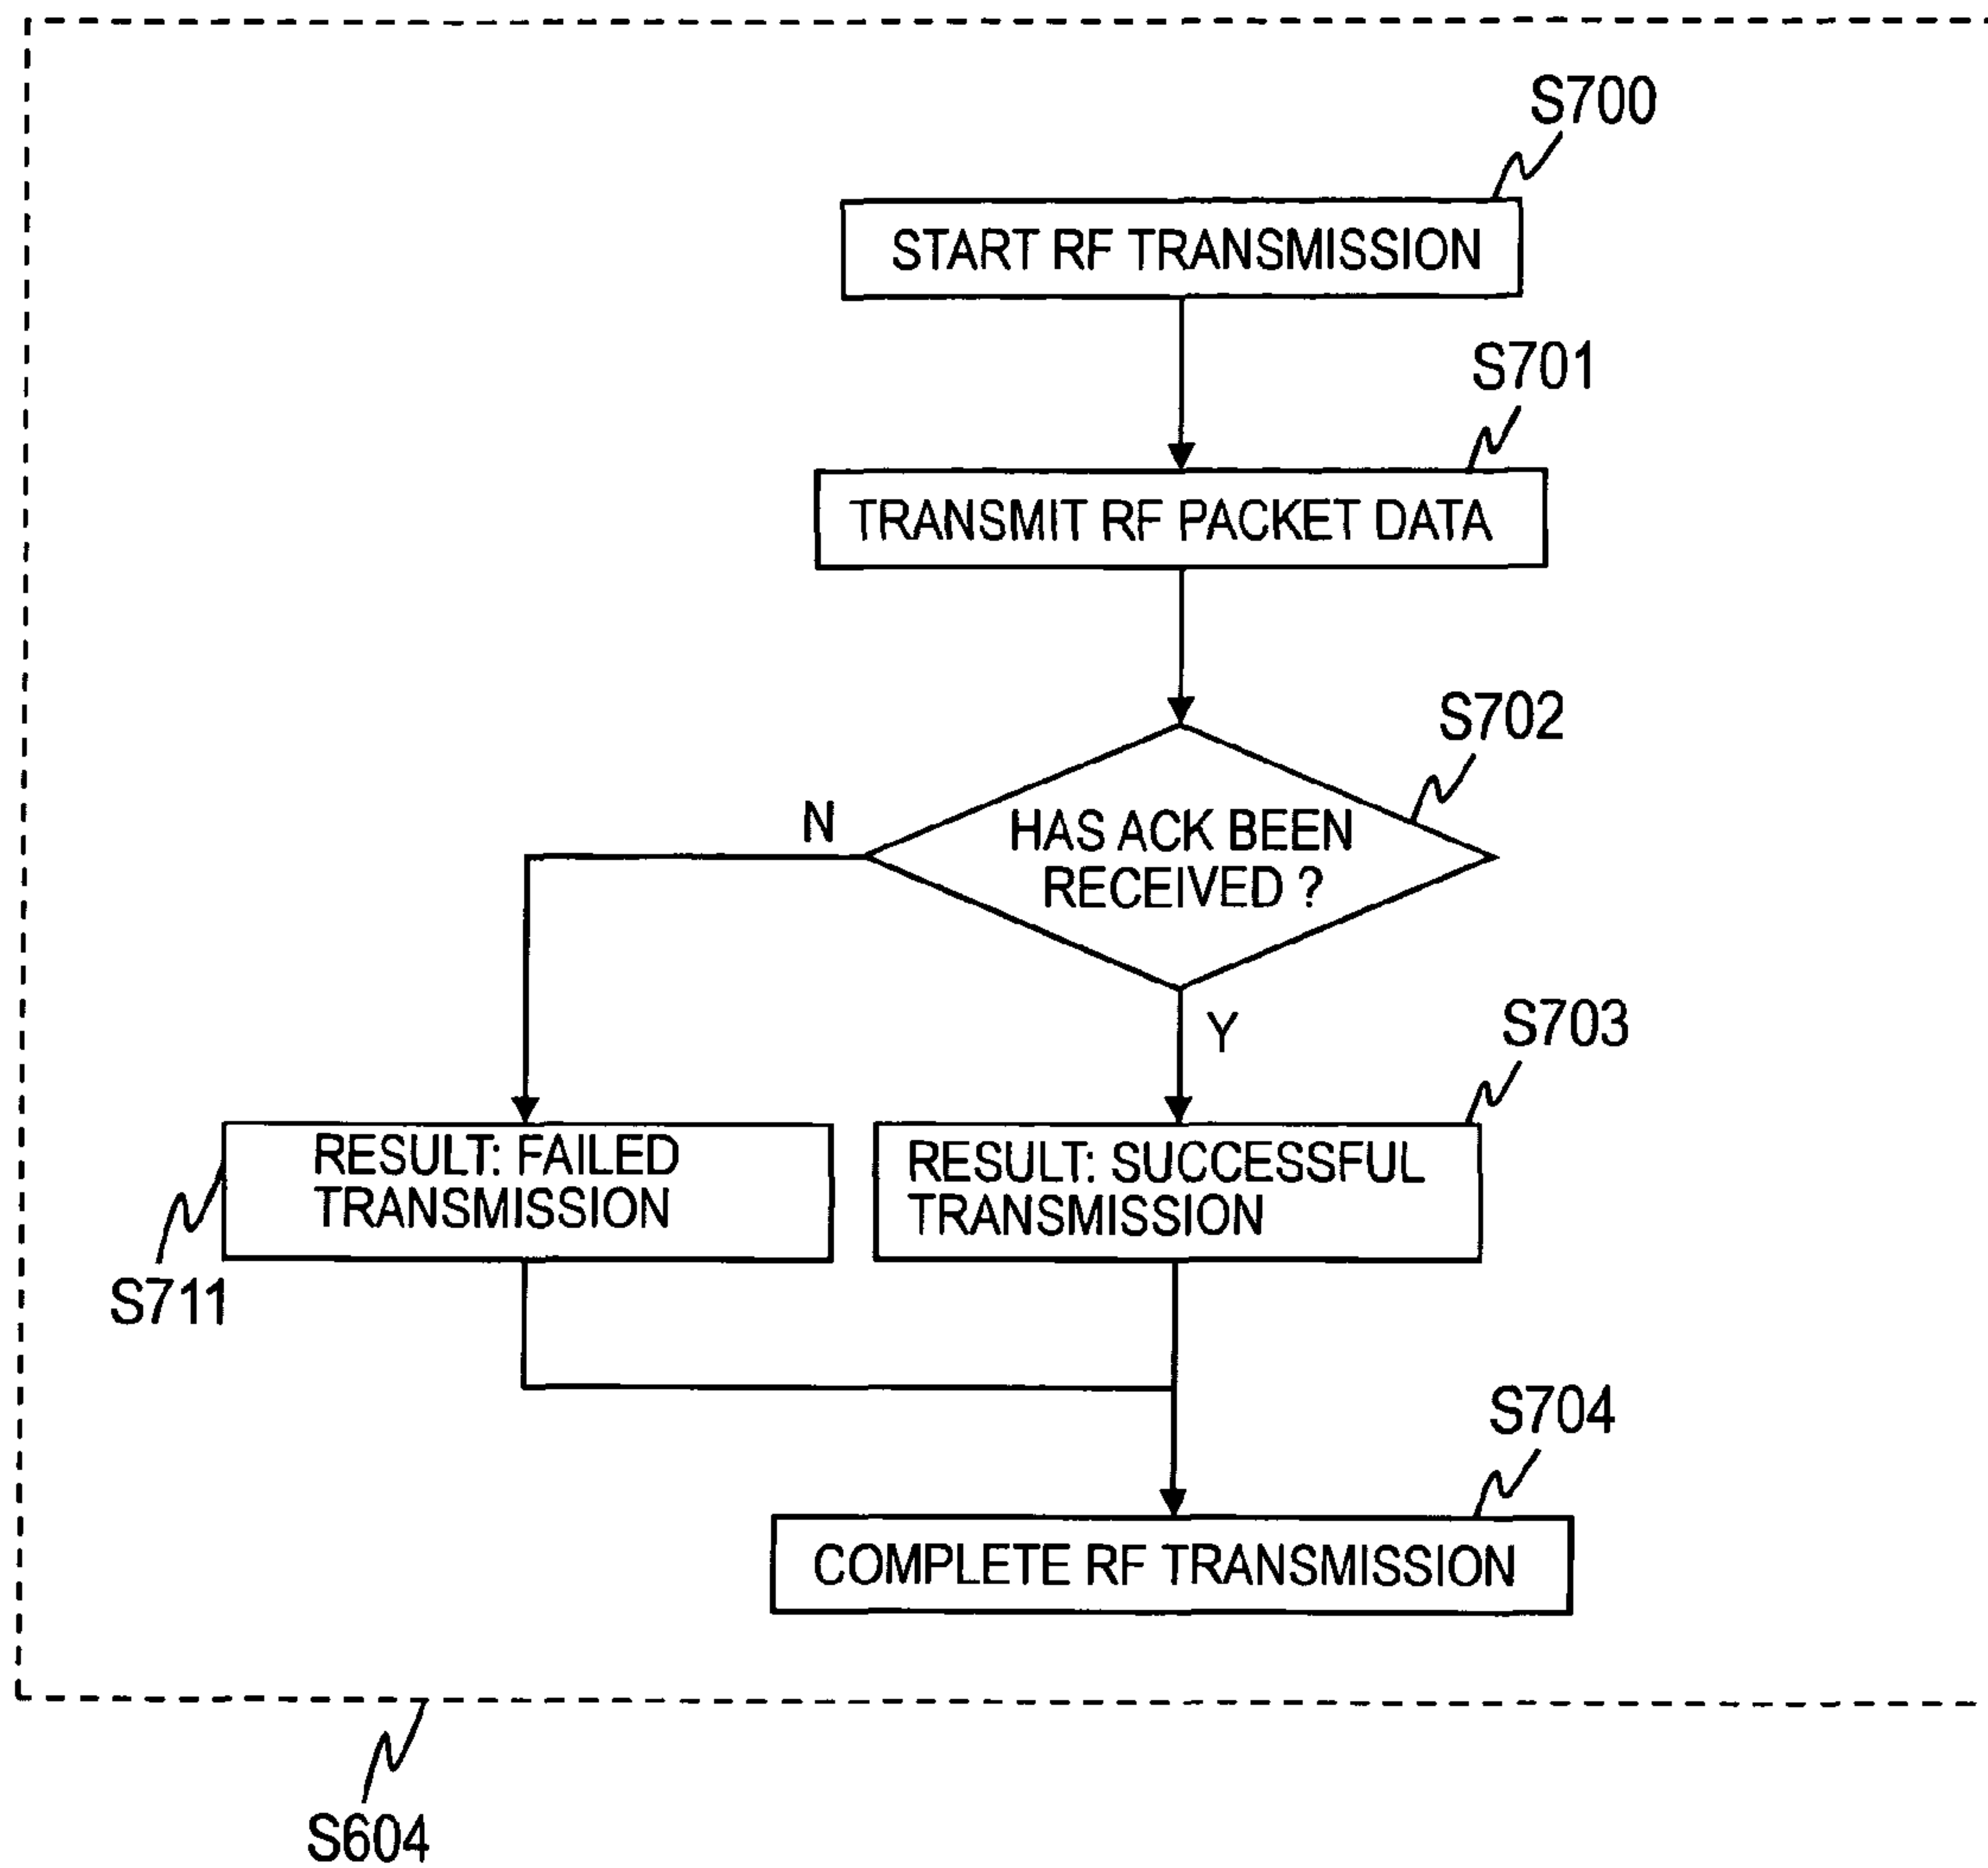 S700
START RF TRANSMISSION
S701
TRANSMIT RF PACKET DATA
S702
N
HAS ACK BEEN
RECEIVED ?
Y
S703
RESULT: FAILED
TRANSMISSION
RESULT: SUCCESSFUL
TRANSMISSION
S711
S704
COMPLETE RF TRANSMISSION
S604